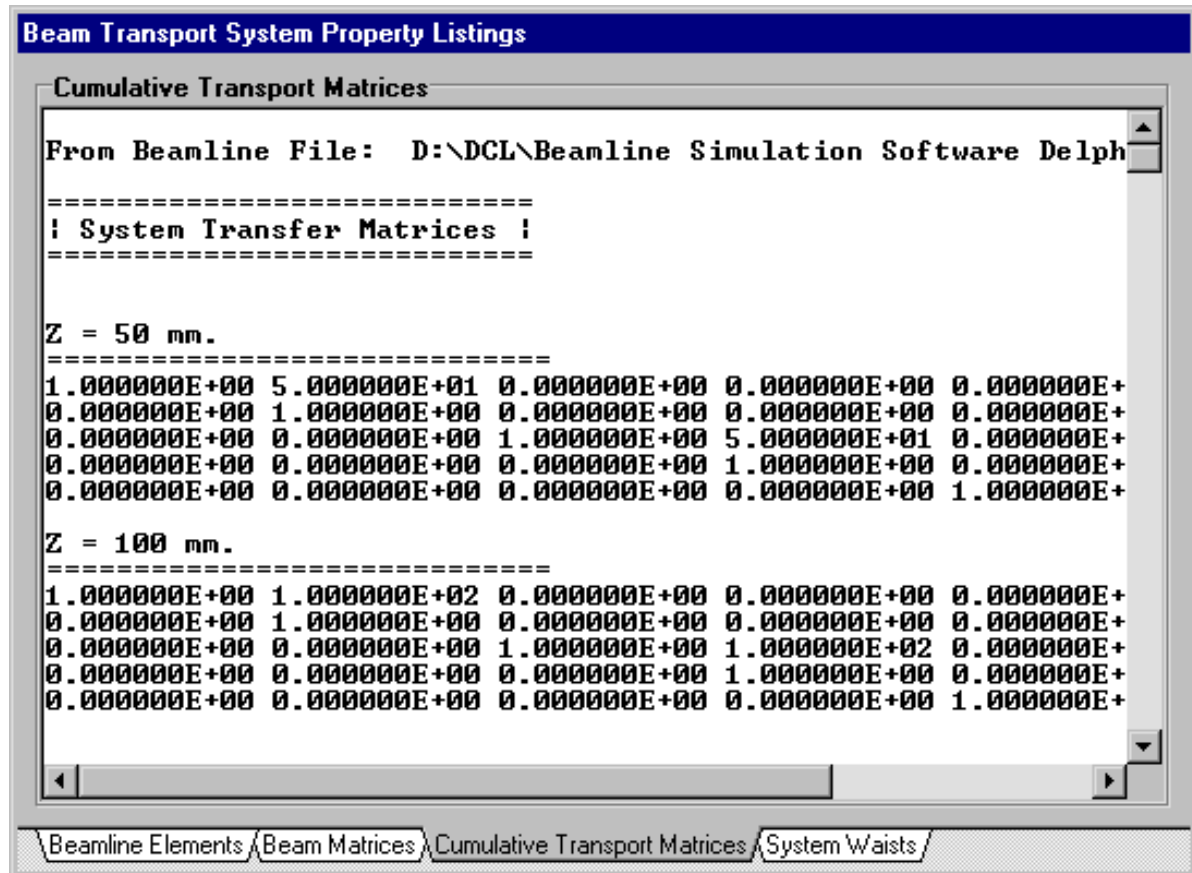 Beam Transport System Property Listings
Cumulative Transport Matrices
From Beamline File:  D:\DCL\Beamline Simulation Software Delph
============================
¦ System Transfer Matrices ¦
============================
Z = 50 mm.
=============================
1.000000E+00 5.000000E+01 0.000000E+00 0.000000E+00 0.000000E+
0.000000E+00 1.000000E+00 0.000000E+00 0.000000E+00 0.000000E+
0.000000E+00 0.000000E+00 1.000000E+00 5.000000E+01 0.000000E+
0.000000E+00 0.000000E+00 0.000000E+00 1.000000E+00 0.000000E+
0.000000E+00 0.000000E+00 0.000000E+00 0.000000E+00 1.000000E+
Z = 100 mm.
=============================
1.000000E+00 1.000000E+02 0.000000E+00 0.000000E+00 0.000000E+
0.000000E+00 1.000000E+00 0.000000E+00 0.000000E+00 0.000000E+
0.000000E+00 0.000000E+00 1.000000E+00 1.000000E+02 0.000000E+
0.000000E+00 0.000000E+00 0.000000E+00 1.000000E+00 0.000000E+
0.000000E+00 0.000000E+00 0.000000E+00 0.000000E+00 1.000000E+
Beamline Elements Beam Matrices Cumulative Transport Matrices System Waists